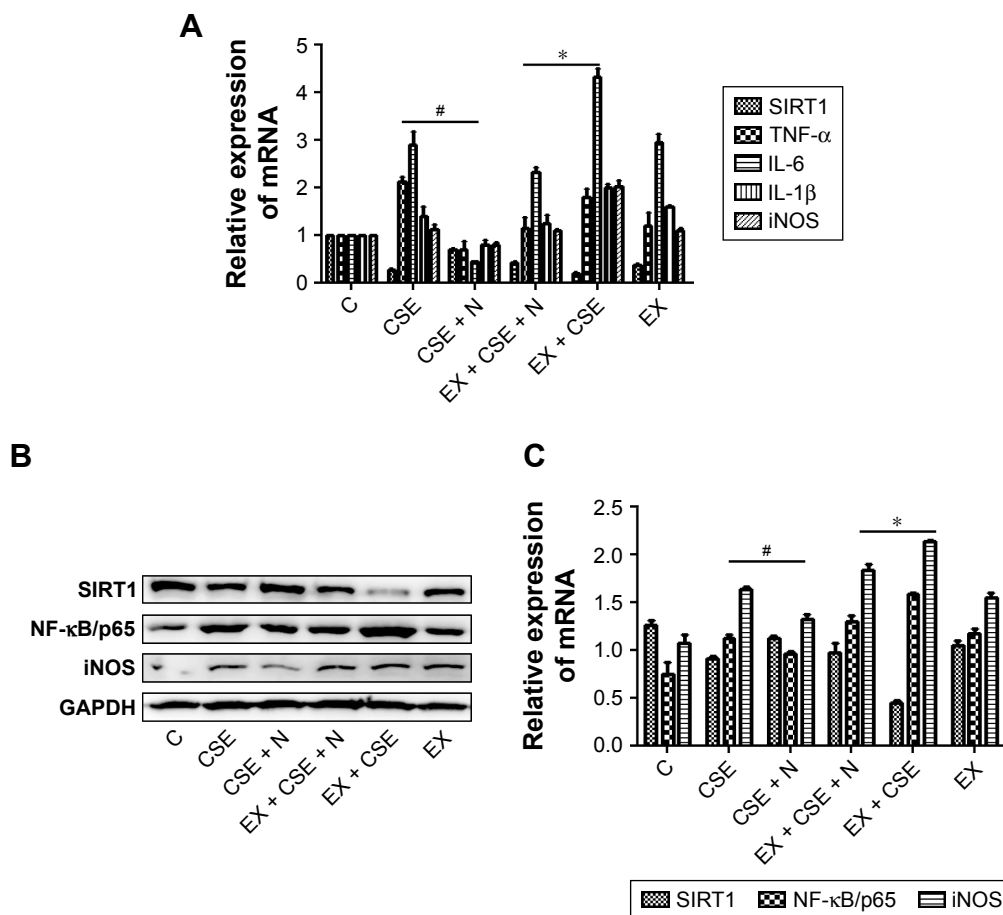 A
Relative expression
of mRNA
5
4
3
2
1
0
#
*
C
CSE
CSE + N
EX + CSE + N
EX + CSE
EX
SIRT1
TNF-α
IL-6
IL-1β
iNOS
B
SIRT1
NF-κB/p65
iNOS
GAPDH
C
CSE
CSE + N
EX + CSE + N
EX + CSE
EX
C
Relative expression
of mRNA
2.5
2.0
1.5
1.0
0.5
0.0
#
*
C
CSE
CSE + N
EX + CSE + N
EX + CSE
EX
SIRT1 NF-κB/p65 iNOS